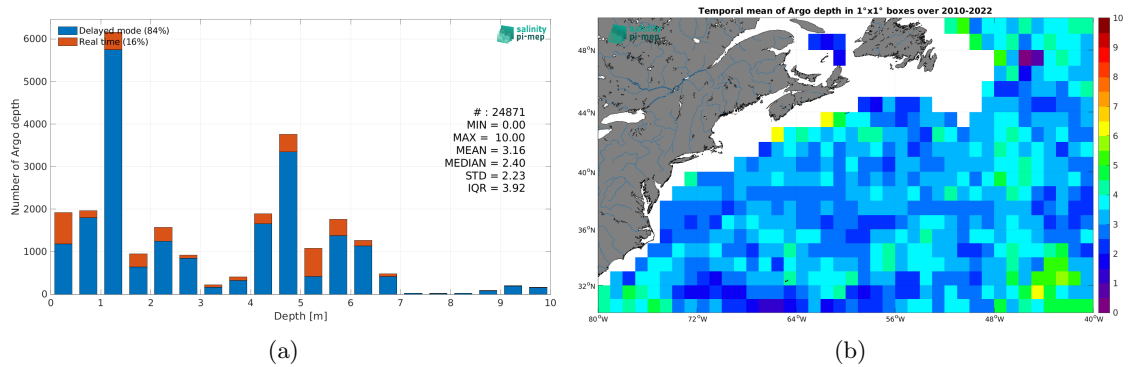 Delayed mode (84%)
Real time (16%)
salinity
pi-mep
# : 24871
MIN = 0.00
MAX = 10.00
MEAN = 3.16
MEDIAN = 2.40
STD = 2.23
IQR = 3.92
6000
5000
4000
3000
2000
1000
0
Number of Argo depth
0 1 2 3 4 5 6 7 8 9 10
Depth [m]
(a)
Temporal mean of Argo depth in 1°x1° boxes over 2010-2022
salinity
pi-mep
48°N
44°N
40°N
36°N
32°N
80°W 72°W 64°W 56°W 48°W 40°W
10
9
8
7
6
5
4
3
2
1
0
(b)